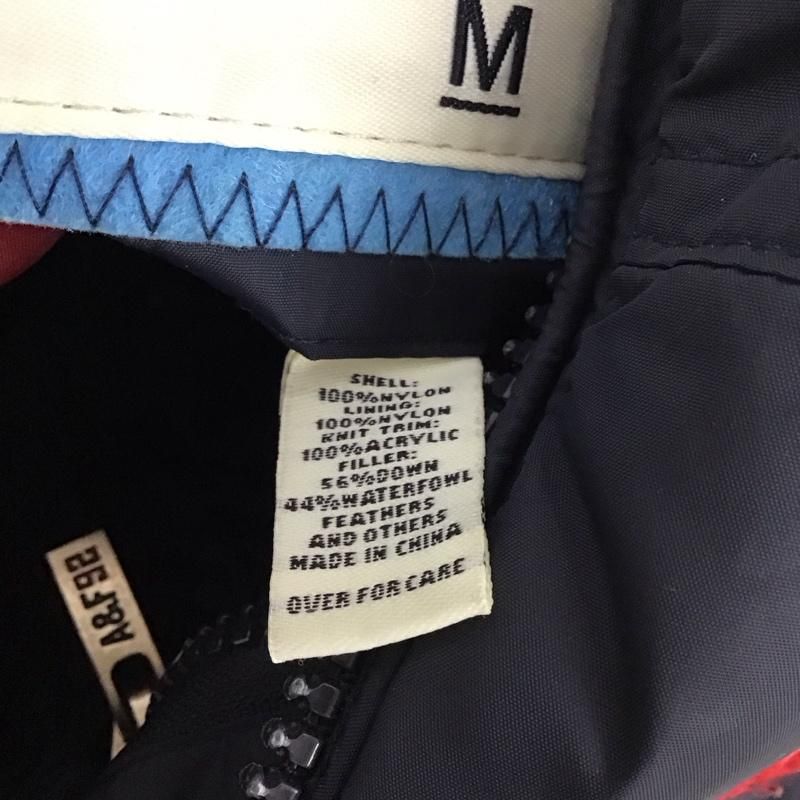 M
SHELL:
100%NYLON
LINING:
100%NYLON
KNIT TRIM:
100%ACRYLIC
FILLER:
56%DOWN
44%WATERFOWL
FEATHERS
AND OTHERS
MADE IN CHINA
OVER FOR CARE
A&F92